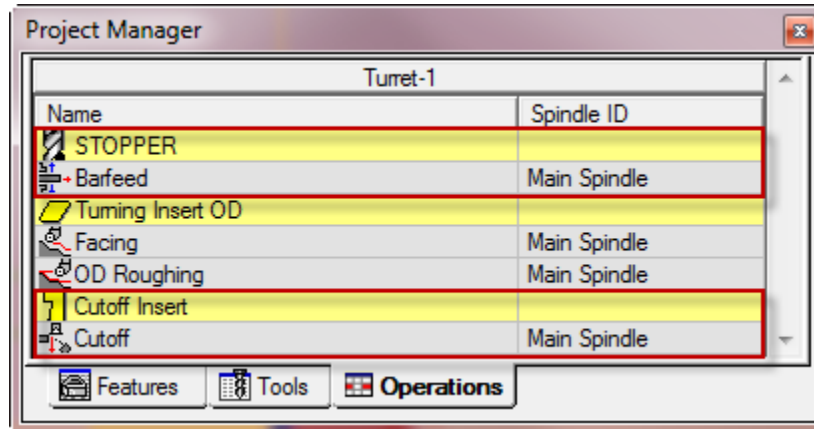 Project Manager
Turret-1
Name Spindle ID
STOPPER
Barfeed Main Spindle
Turning Insert OD
Facing Main Spindle
OD Roughing Main Spindle
Cutoff Insert
Cutoff Main Spindle
Features Tools Operations